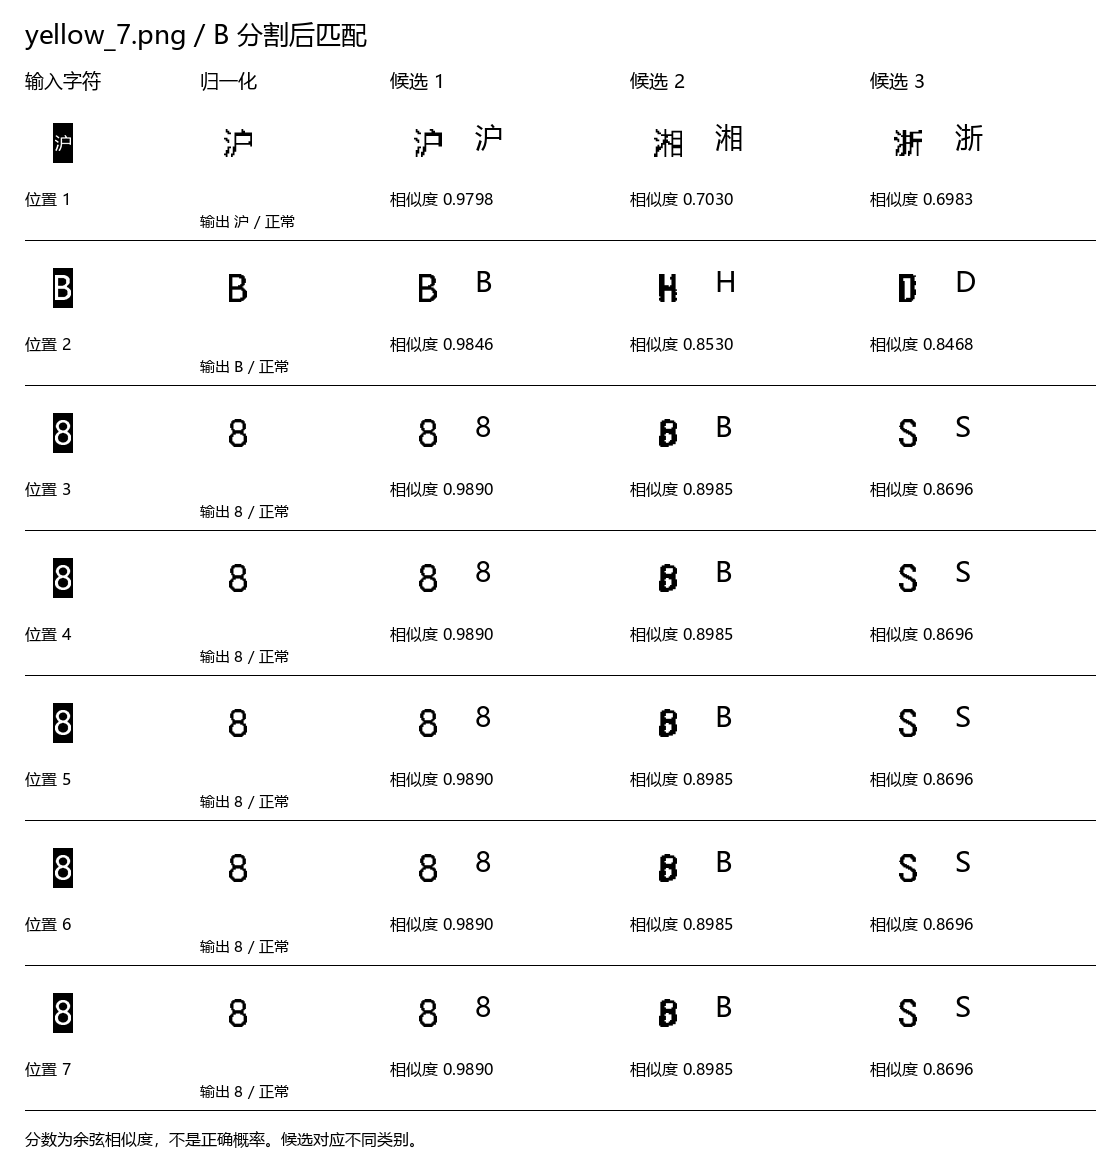 yellow_7.png / B 分割后匹配
输入字符 归一化 候选 1 候选 2 候选 3
沪 沪 沪 沪 湘 湘 浙 浙
位置 1 相似度 0.9798 相似度 0.7030 相似度 0.6983
输出 沪 / 正常
B B B B H H D D
位置 2 相似度 0.9846 相似度 0.8530 相似度 0.8468
输出 B / 正常
8 8 8 8 B B S S
位置 3 相似度 0.9890 相似度 0.8985 相似度 0.8696
输出 8 / 正常
8 8 8 8 B B S S
位置 4 相似度 0.9890 相似度 0.8985 相似度 0.8696
输出 8 / 正常
8 8 8 8 B B S S
位置 5 相似度 0.9890 相似度 0.8985 相似度 0.8696
输出 8 / 正常
8 8 8 8 B B S S
位置 6 相似度 0.9890 相似度 0.8985 相似度 0.8696
输出 8 / 正常
8 8 8 8 B B S S
位置 7 相似度 0.9890 相似度 0.8985 相似度 0.8696
输出 8 / 正常
分数为余弦相似度，不是正确概率。候选对应不同类别。